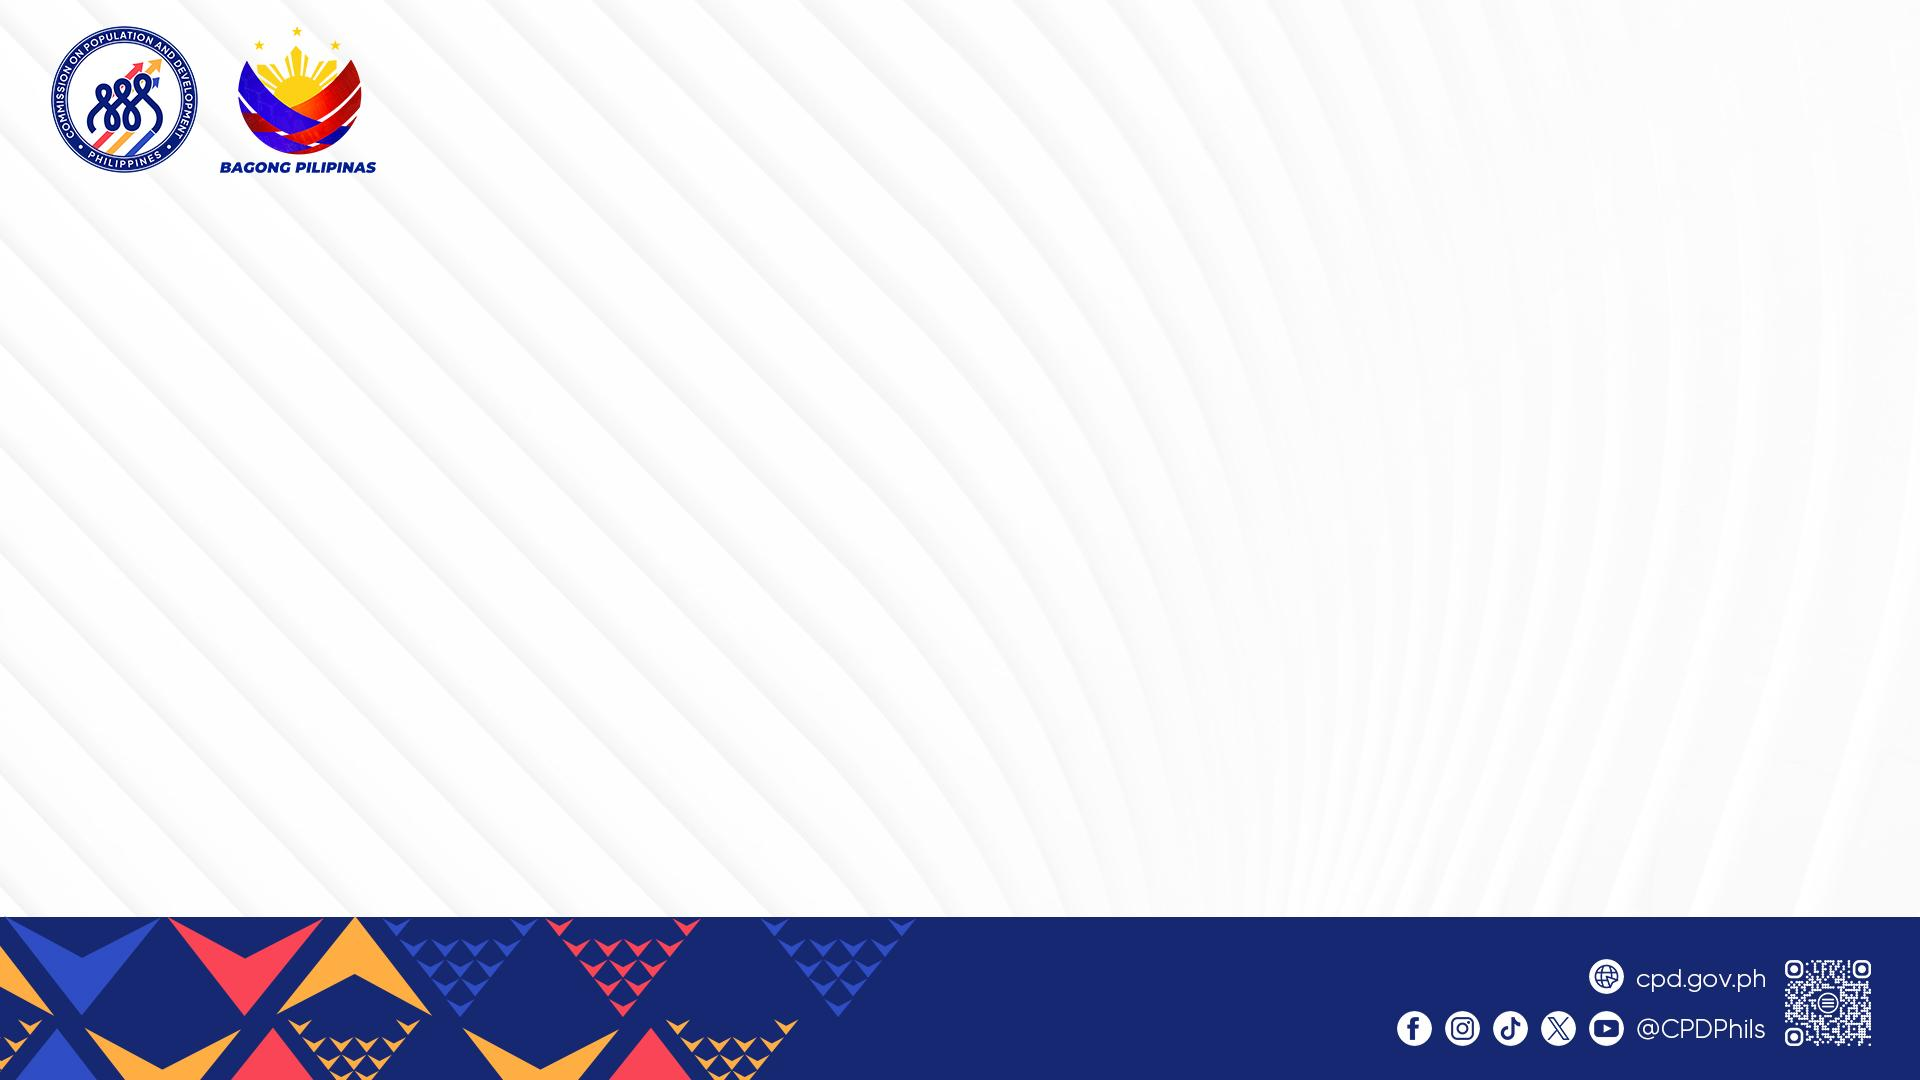 COMMISSION ON POPULATION AND DEVELOPMENT
• PHILIPPINES •
BAGONG PILIPINAS
cpd.gov.ph
@CPDPhils